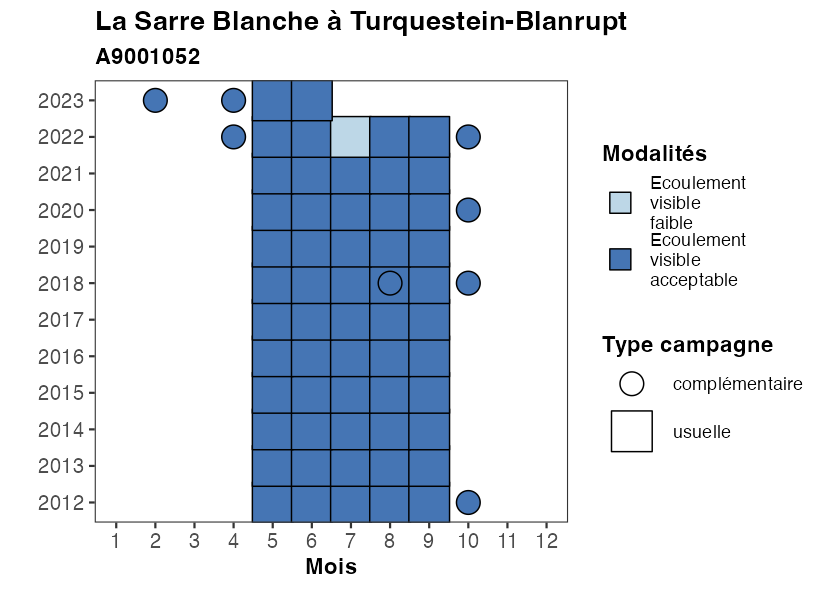 La Sarre Blanche à Turquestein-Blanrupt
A9001052
2023
2022
2021
2020
2019
2018
2017
2016
2015
2014
2013
2012
1 2 3 4 5 6 7 8 9 10 11 12
Mois
Modalités
Ecoulement
visible
faible
Ecoulement
visible
acceptable
Type campagne
complémentaire
usuelle